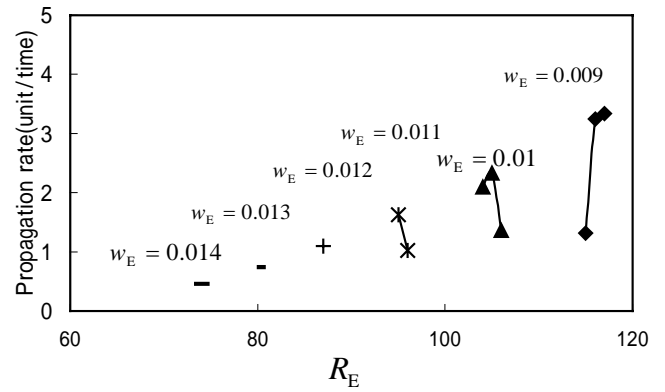 Propagation rate(unit/time)
5
4
3
2
1
0
w_E = 0.009
w_E = 0.011
w_E = 0.01
w_E = 0.012
w_E = 0.013
w_E = 0.014
60 80 100 120
R_E